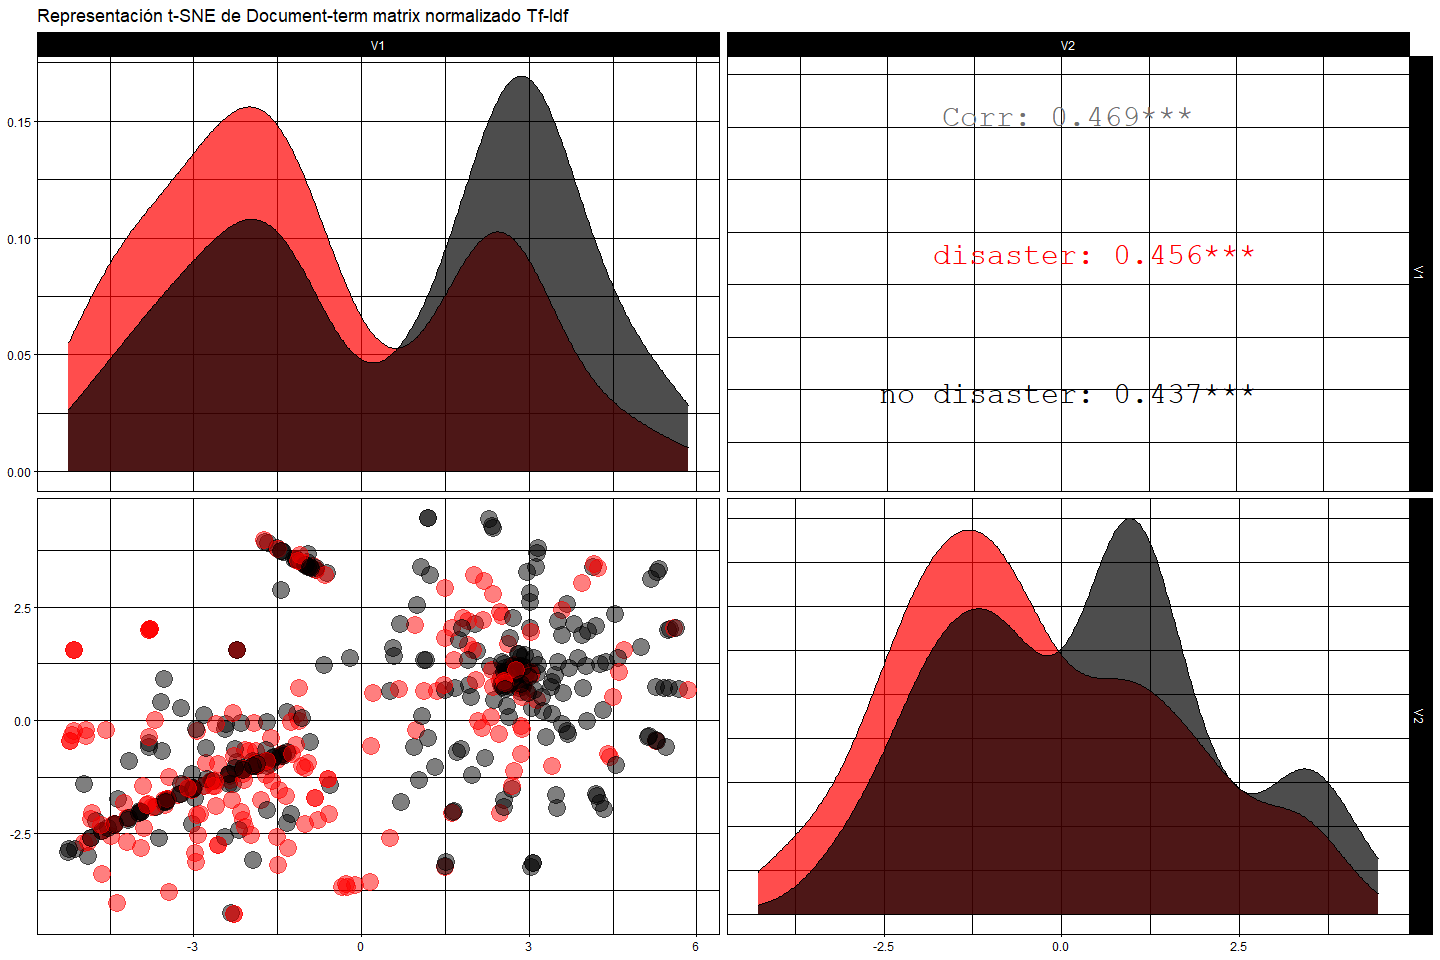 Representación t-SNE de Document-term matrix normalizado Tf-Idf
V1
V2
0.15
0.10
0.05
0.00
Corr: 0.469***
disaster: 0.456***
no disaster: 0.437***
V1
2.5
0.0
-2.5
V2
-3
0
3
6
-2.5
0.0
2.5